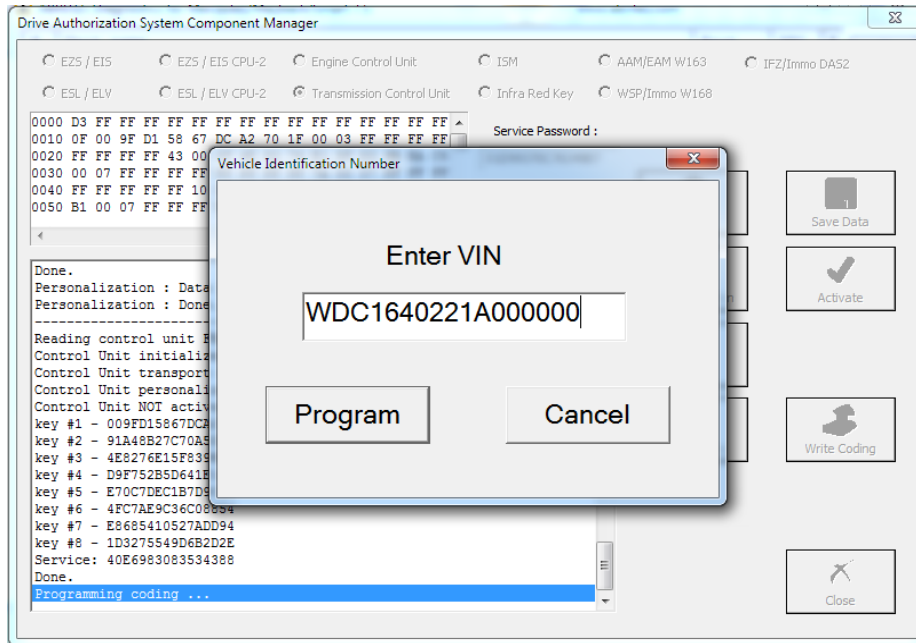 Drive Authorization System Component Manager
EZS / EIS
EZS / EIS CPU-2
Engine Control Unit
ISM
AAM/EAM W163
IFZ/Immo DAS2
ESL / ELV
ESL / ELV CPU-2
Transmission Control Unit
Infra Red Key
WSP/Immo W168
0000 D3 FF FF FF FF FF FF FF FF FF FF FF FF FF FF FF
0010 0F 00 9F D1 58 67 DC A2 70 1F 00 03 FF FF FF FF
0020 FF FF FF FF 43 00
0030 00 07 FF FF FF FF
0040 FF FF FF FF FF 10
0050 B1 00 07 FF FF FF
Service Password :
Vehicle Identification Number
Enter VIN
WDC1640221A000000
Program
Cancel
Save Data
Activate
Write Coding
Close
Done.
Personalization : Data
Personalization : Done
Reading control unit
Control Unit
Control Unit
Control Unit
Control Unit NOT
key #1 - 009FD15867DCA
key #2 - 91A48B27C70A5
key #3 - 4E8276E15F839
key #4 - D9F752B5D641E
key #5 - E70C7DEC1B7D9
key #6 - 4FC7AE9C36C08854
key #7 - E8685410527ADD94
key #8 - 1D3275549D6B2D2E
Service: 40E6983083534388
Done.
Programming coding ...